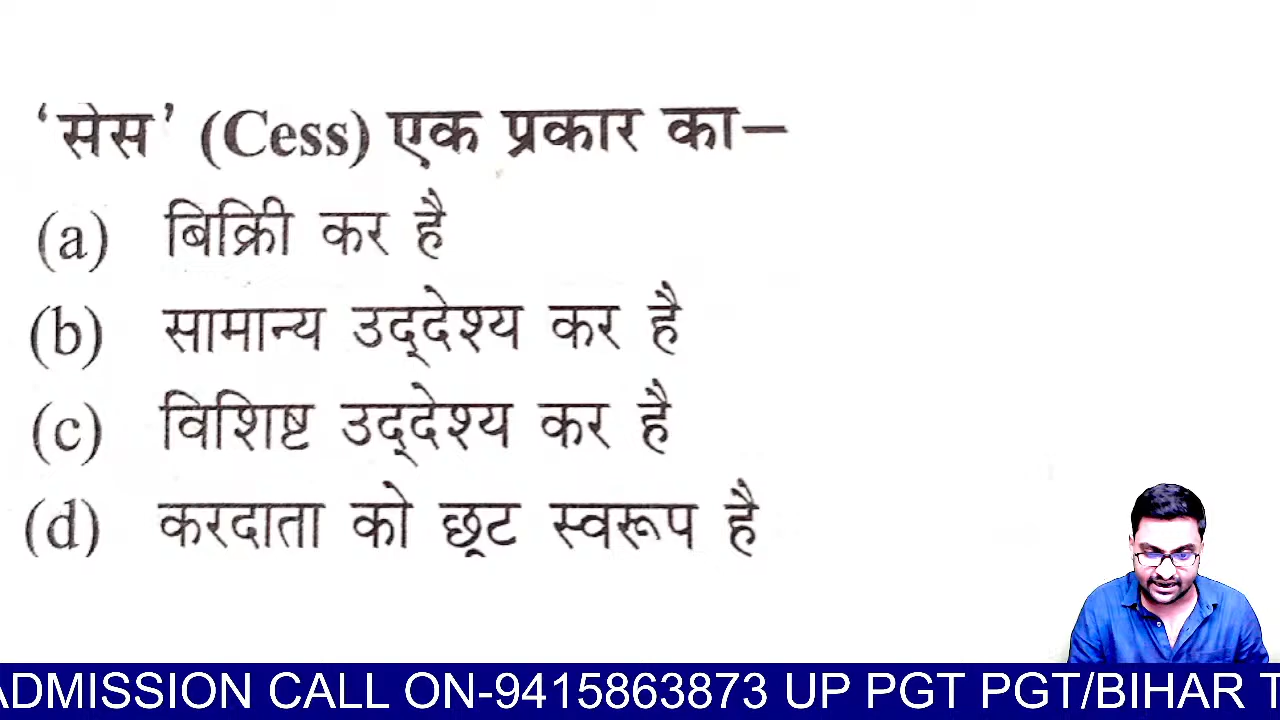 ‘सेस’ (Cess) एक प्रकार का–
(a) बिक्री कर है
(b) सामान्य उद्‌देश्य कर है
(c) विशिष्ट उद्‌देश्य कर है
(d) करदाता को छूट स्वरूप है
ADMISSION CALL ON-9415863873 UP PGT PGT/BIHAR T